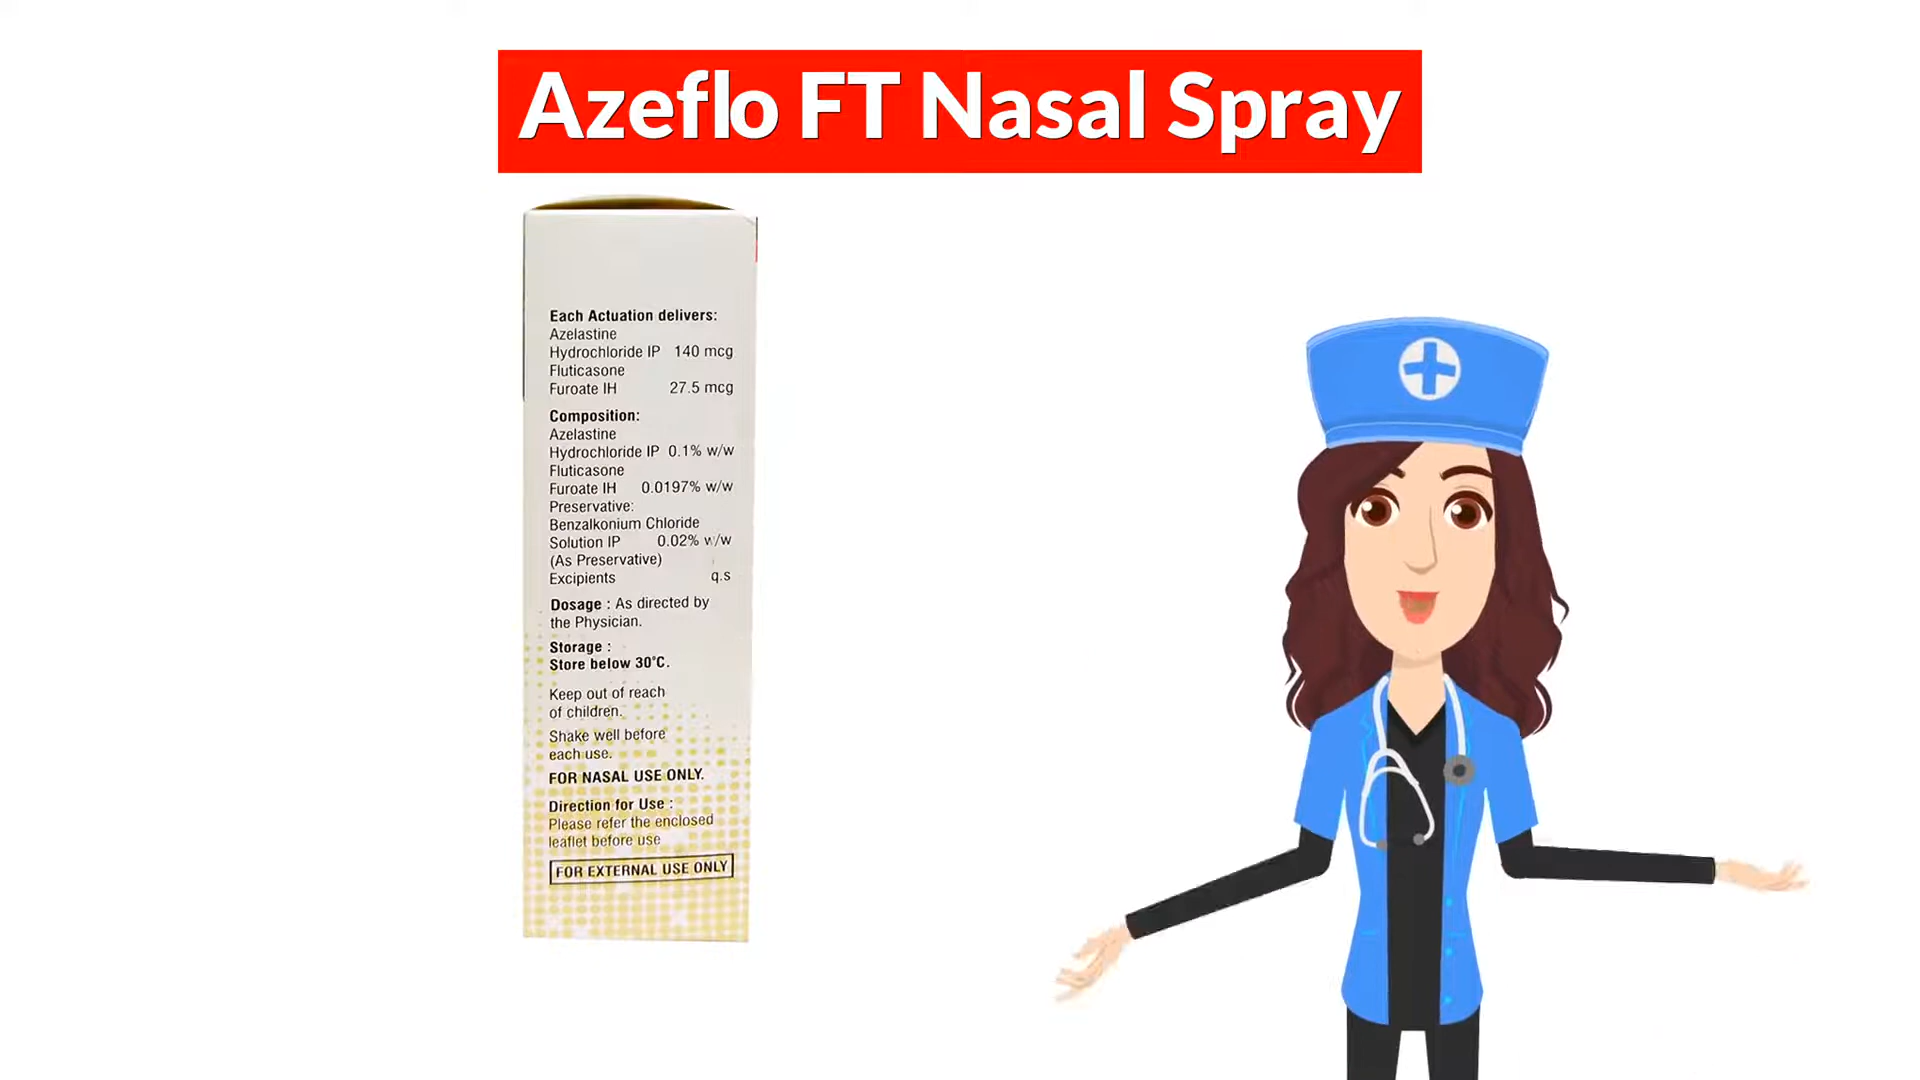 Azeflo FT Nasal Spray
Each Actuation delivers:
Azelastine
Hydrochloride IP 140 mcg
Fluticasone
Furoate IH 27.5 mcg
Composition:
Azelastine
Hydrochloride IP 0.1% w/w
Fluticasone
Furoate IH 0.0197% w/w
Preservative:
Benzalkonium Chloride
Solution IP 0.02% w/w
(As Preservative)
Excipients q.s
Dosage : As directed by
the Physician.
Storage :
Store below 30°C.
Keep out of reach
of children.
Shake well before
each use.
FOR NASAL USE ONLY.
Direction for Use :
Please refer the enclosed
leaflet before use
FOR EXTERNAL USE ONLY